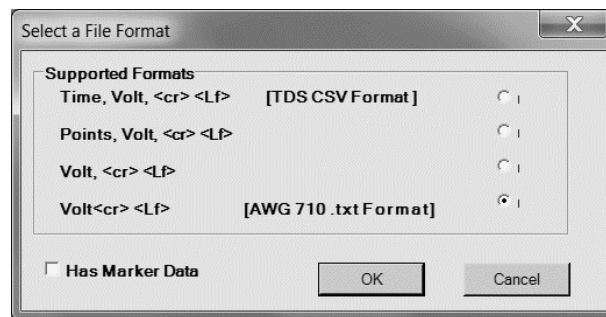 Select a File Format
X
Supported Formats
Time, Volt, <cr> <Lf> [TDS CSV Format]
Points, Volt, <cr> <Lf>
Volt, <cr> <Lf>
Volt<cr> <Lf> [AWG 710 .txt Format]
Has Marker Data
OK
Cancel